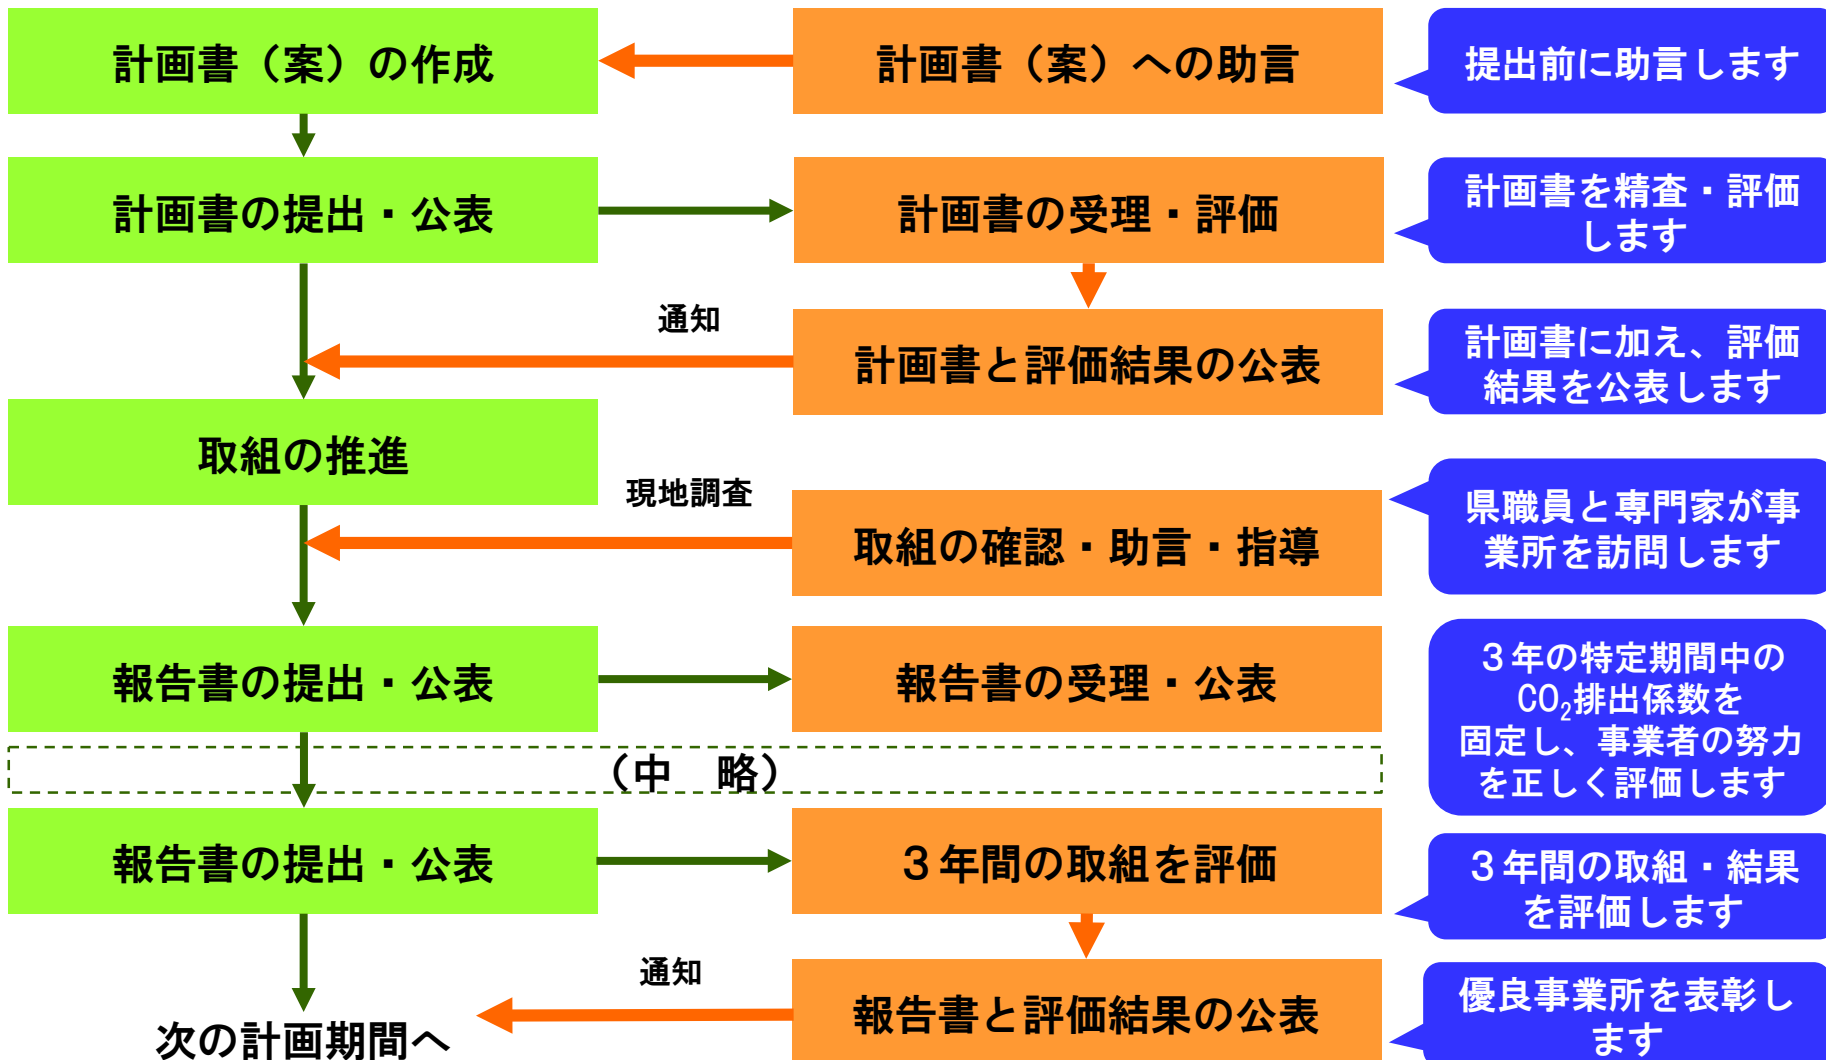 計画書（案）の作成
計画書（案）への助言
提出前に助言します
計画書の提出・公表
計画書の受理・評価
計画書を精査・評価
します
通知
計画書と評価結果の公表
計画書に加え、評価
結果を公表します
取組の推進
現地調査
取組の確認・助言・指導
県職員と専門家が事
業所を訪問します
報告書の提出・公表
報告書の受理・公表
３年の特定期間中の
CO₂排出係数を
固定し、事業者の努力
を正しく評価します
（中　略）
報告書の提出・公表
３年間の取組を評価
３年間の取組・結果
を評価します
通知
次の計画期間へ
報告書と評価結果の公表
優良事業所を表彰し
ます